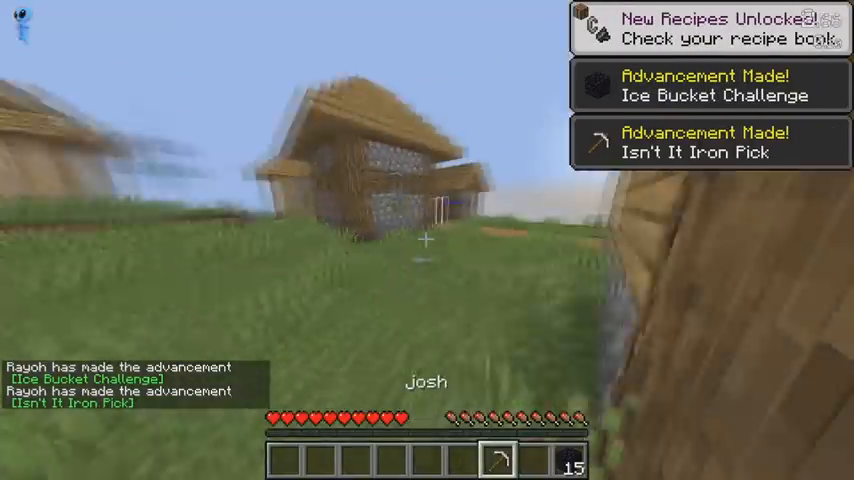 New Recipes Unlocked!
Check your recipe book
Advancement Made!
Ice Bucket Challenge
Advancement Made!
Isn't It Iron Pick
Rayoh has made the advancement
[Ice Bucket Challenge]
Rayoh has made the advancement
[Isn't It Iron Pick]
josh
15